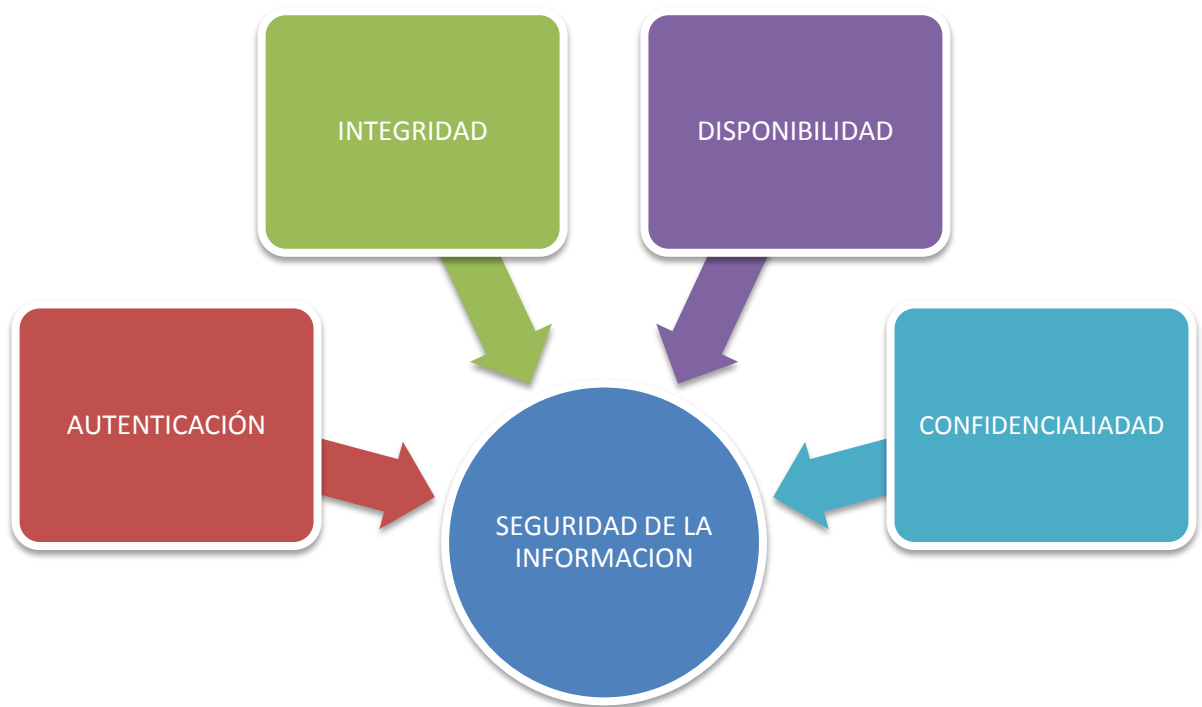 INTEGRIDAD
DISPONIBILIDAD
AUTENTICACIÓN
CONFIDENCIALIADAD
SEGURIDAD DE LA
INFORMACION